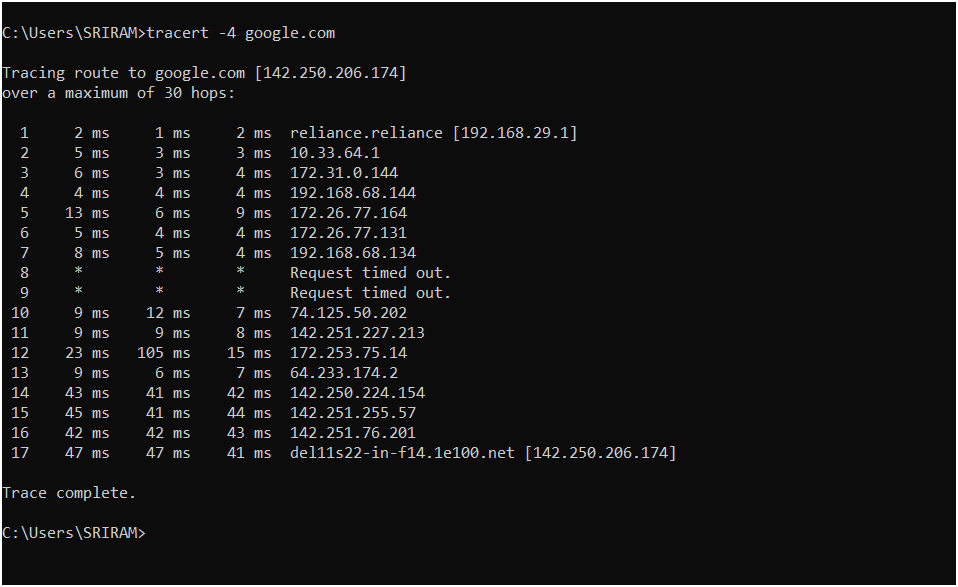 C:\Users\SRIRAM>tracert -4 google.com
Tracing route to google.com [142.250.206.174]
over a maximum of 30 hops:
1 2 ms 1 ms 2 ms reliance.reliance [192.168.29.1]
2 5 ms 3 ms 3 ms 10.33.64.1
3 6 ms 3 ms 4 ms 172.31.0.144
4 4 ms 4 ms 4 ms 192.168.68.144
5 13 ms 6 ms 9 ms 172.26.77.164
6 5 ms 4 ms 4 ms 172.26.77.131
7 8 ms 5 ms 4 ms 192.168.68.134
8 * * * Request timed out.
9 * * * Request timed out.
10 9 ms 12 ms 7 ms 74.125.50.202
11 9 ms 9 ms 8 ms 142.251.227.213
12 23 ms 105 ms 15 ms 172.253.75.14
13 9 ms 6 ms 7 ms 64.233.174.2
14 43 ms 41 ms 42 ms 142.250.224.154
15 45 ms 41 ms 44 ms 142.251.255.57
16 42 ms 42 ms 43 ms 142.251.76.201
17 47 ms 47 ms 41 ms del11s22-in-f14.1e100.net [142.250.206.174]
Trace complete.
C:\Users\SRIRAM>